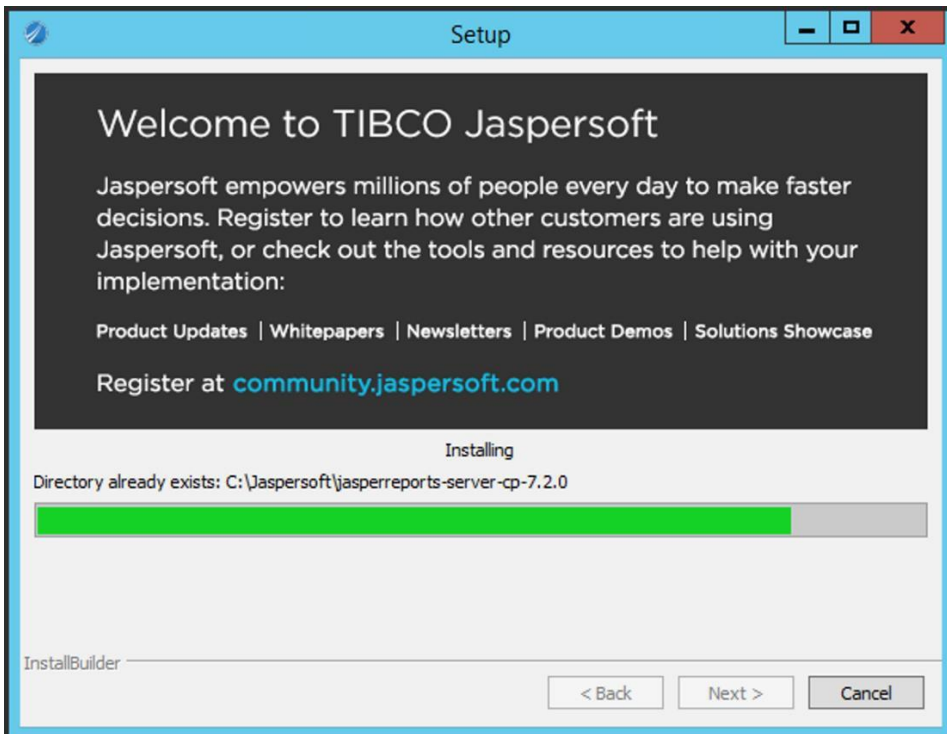 Setup
Welcome to TIBCO Jaspersoft
Jaspersoft empowers millions of people every day to make faster
decisions. Register to learn how other customers are using
Jaspersoft, or check out the tools and resources to help with your
implementation:
Product Updates | Whitepapers | Newsletters | Product Demos | Solutions Showcase
Register at community.jaspersoft.com
Installing
Directory already exists: C:\Jaspersoft\jasperreports-server-cp-7.2.0
InstallBuilder
< Back Next > Cancel